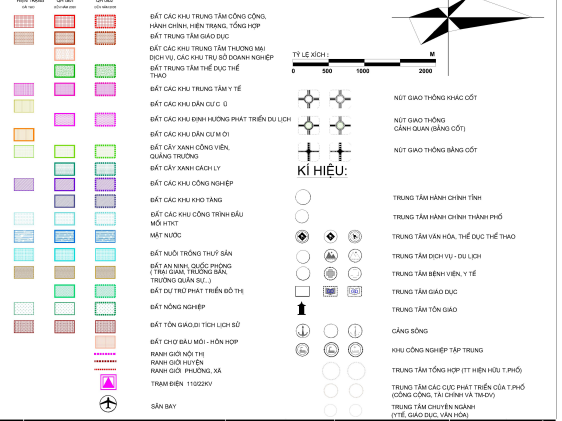 ĐẤT CÁC KHU TRUNG TÂM CÔNG CỘNG,
HÀNH CHÍNH, HIỆN TRẠNG, TỔNG HỢP
ĐẤT TRUNG TÂM GIÁO DỤC
ĐẤT CÁC KHU TRUNG TÂM THƯƠNG MẠI
DỊCH VỤ, CÁC KHU TRỤ SỞ DOANH NGHIỆP
ĐẤT TRUNG TÂM THỂ DỤC THỂ
THAO
ĐẤT CÁC KHU TRUNG TÂM Y TẾ
ĐẤT CÁC KHU DÂN CƯ C Ũ
ĐẤT CÁC KHU ĐỊNH HƯỚNG PHÁT TRIỂN DU LỊCH
ĐẤT CÁC KHU DÂN CƯ M ỚI
ĐẤT CÂY XANH CÔNG VIÊN,
QUẢNG TRƯỜNG
ĐẤT CÂY XANH CÁCH LY
ĐẤT CÁC KHU CÔNG NGHIỆP
ĐẤT CÁC KHU KHO TÀNG
ĐẤT CÁC KHU CÔNG TRÌNH ĐẦU
MỐI HTKT
MẶT NƯỚC
ĐẤT NUÔI TRỒNG THUỶ SẢN
ĐẤT AN NINH, QUỐC PHÒNG
( TRẠI GIAM, TRƯỜNG BẮN,
TRƯỜNG QUÂN SỰ...)
ĐẤT DỰ TRỮ PHÁT TRIỂN ĐÔ THỊ
ĐẤT NÔNG NGHIỆP
ĐẤT TÔN GIÁO,DI TÍCH LỊCH SỬ
ĐẤT CHỢ ĐẦU MỐI - HỖN HỢP
RANH GIỚI NỘI THỊ
RANH GIỚI HUYỆN
RANH GIỚI PHƯỜNG, XÃ
TRẠM ĐIỆN 110/22KV
SÂN BAY
TỶ LỆ XÍCH :
M
0 500 1000 2000
NÚT GIAO THÔNG KHÁC CỐT
NÚT GIAO THÔNG
CẢNH QUAN (BẰNG CỐT)
NÚT GIAO THÔNG BẰNG CỐT
KÍ HIỆU:
TRUNG TÂM HÀNH CHÍNH TỈNH
TRUNG TÂM HÀNH CHÍNH THÀNH PHỐ
TRUNG TÂM VĂN HÓA, THỂ DỤC THỂ THAO
TRUNG TÂM DỊCH VỤ - DU LỊCH
TRUNG TÂM BỆNH VIỆN, Y TẾ
TRUNG TÂM GIÁO DỤC
TRUNG TÂM TÔN GIÁO
CẢNG SÔNG
KHU CÔNG NGHIỆP TẬP TRUNG
TRUNG TÂM TỔNG HỢP (TT HIỆN HỮU T.PHỐ)
TRUNG TÂM CÁC CỰC PHÁT TRIỂN CỦA T.PHỐ
(CÔNG CỘNG, TÀI CHÍNH VÀ TM-DV)
TRUNG TÂM CHUYÊN NGÀNH
(YTẾ, GIÁO DỤC, VĂN HÓA)